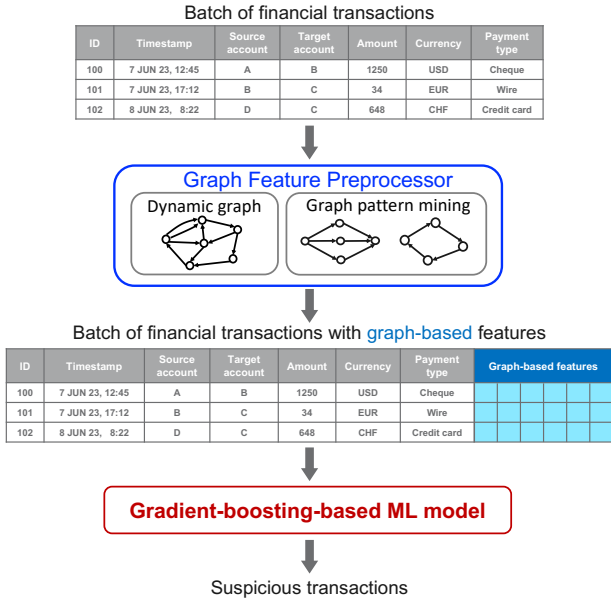 Batch of financial transactions
ID Timestamp Source account Target account Amount Currency Payment type
100 7 JUN 23, 12:45 A B 1250 USD Cheque
101 7 JUN 23, 17:12 B C 34 EUR Wire
102 8 JUN 23, 8:22 D C 648 CHF Credit card
Graph Feature Preprocessor
Dynamic graph Graph pattern mining
Batch of financial transactions with graph-based features
ID Timestamp Source account Target account Amount Currency Payment type Graph-based features
100 7 JUN 23, 12:45 A B 1250 USD Cheque
101 7 JUN 23, 17:12 B C 34 EUR Wire
102 8 JUN 23, 8:22 D C 648 CHF Credit card
Gradient-boosting-based ML model
Suspicious transactions